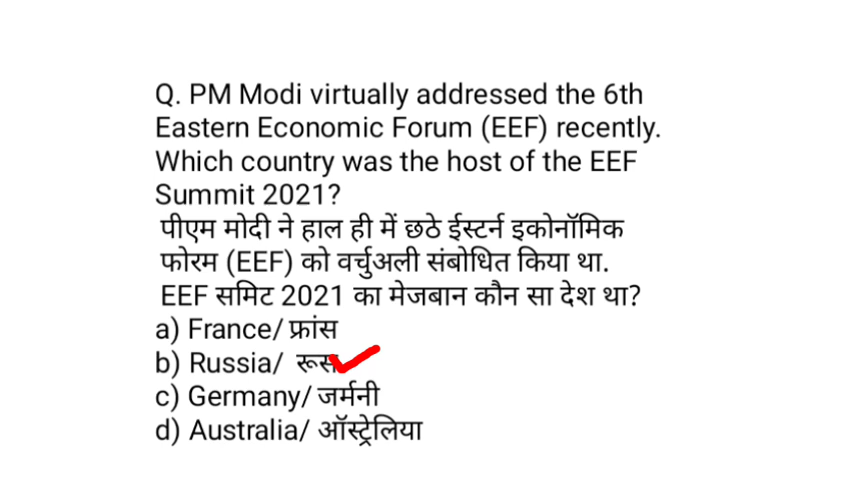 Q. PM Modi virtually addressed the 6th
Eastern Economic Forum (EEF) recently.
Which country was the host of the EEF
Summit 2021?
पीएम मोदी ने हाल ही में छठे ईस्टर्न इकोनॉमिक
फोरम (EEF) को वर्चुअली संबोधित किया था.
EEF समिट 2021 का मेजबान कौन सा देश था?
a) France/ फ्रांस
b) Russia/ रूस
c) Germany/ जर्मनी
d) Australia/ ऑस्ट्रेलिया